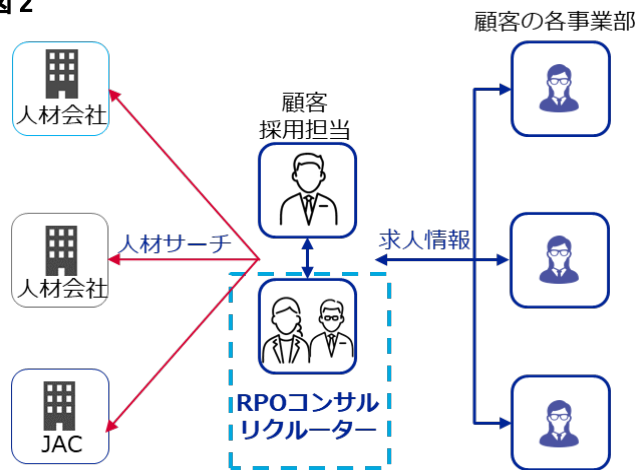 図2
顧客の各事業部
人材会社
顧客
採用担当
人材サーチ
求人情報
人材会社
RPOコンサル
リクルーター
JAC